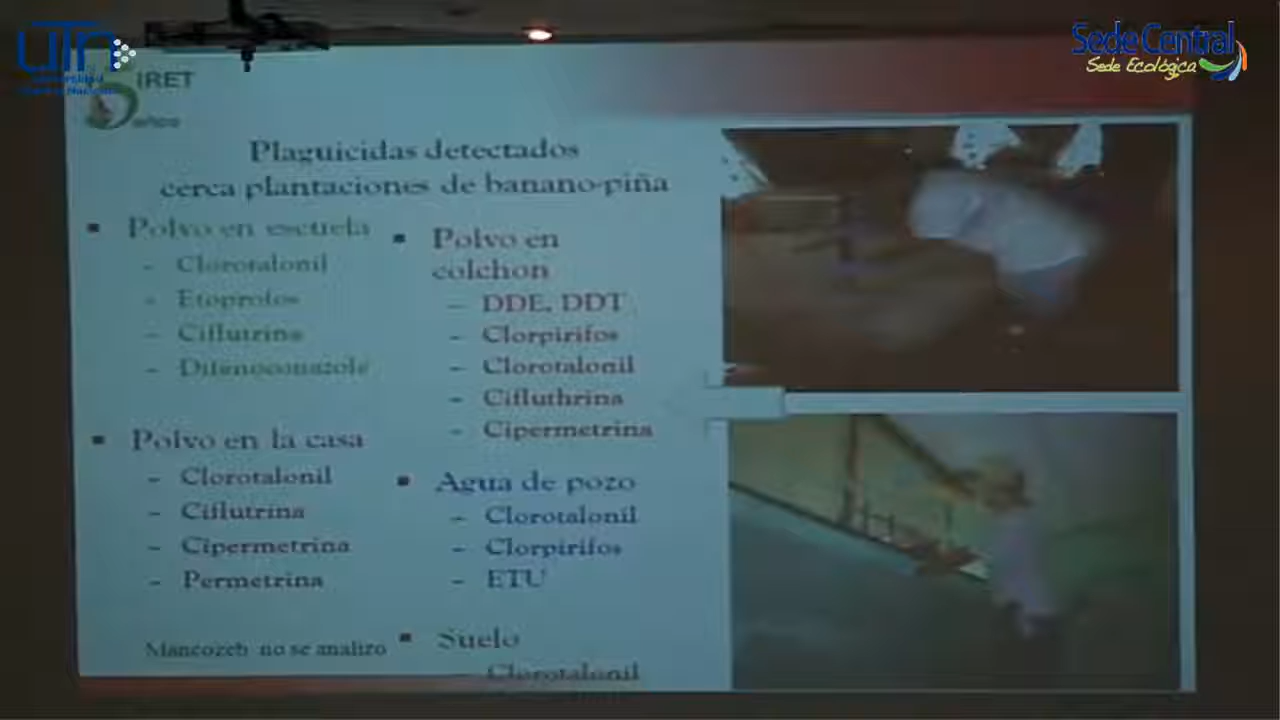 UTN
Sede Central
Sede Ecológica
IRET
años
Plaguicidas detectados
cerca plantaciones de banano-piña
Polvo en escuela
- Clorotalonil
- Etoprofos
- Ciflutrina
- Difenoconazole
Polvo en la casa
- Clorotalonil
- Ciflutrina
- Cipermetrina
- Permetrina
Mancozeb no se analizo
Polvo en
colchon
- DDE, DDT
- Clorpirifos
- Clorotalonil
- Cifluthrina
- Cipermetrina
Agua de pozo
- Clorotalonil
- Clorpirifos
- ETU
Suelo
- Clorotalonil